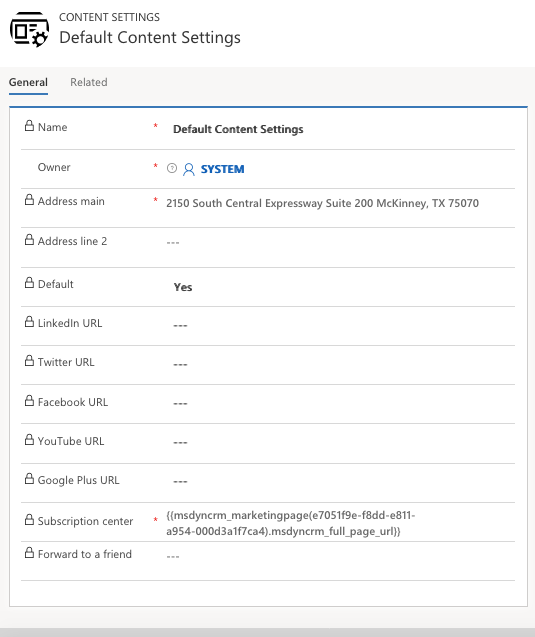 CONTENT SETTINGS
Default Content Settings
General Related
Name * Default Content Settings
Owner * SYSTEM
Address main * 2150 South Central Expressway Suite 200 McKinney, TX 75070
Address line 2 ---
Default Yes
LinkedIn URL ---
Twitter URL ---
Facebook URL ---
YouTube URL ---
Google Plus URL ---
Subscription center * {{msdyncrm_marketingpage(e7051f9e-f8dd-e811-
a954-000d3a1f7ca4).msdyncrm_full_page_url}}
Forward to a friend ---